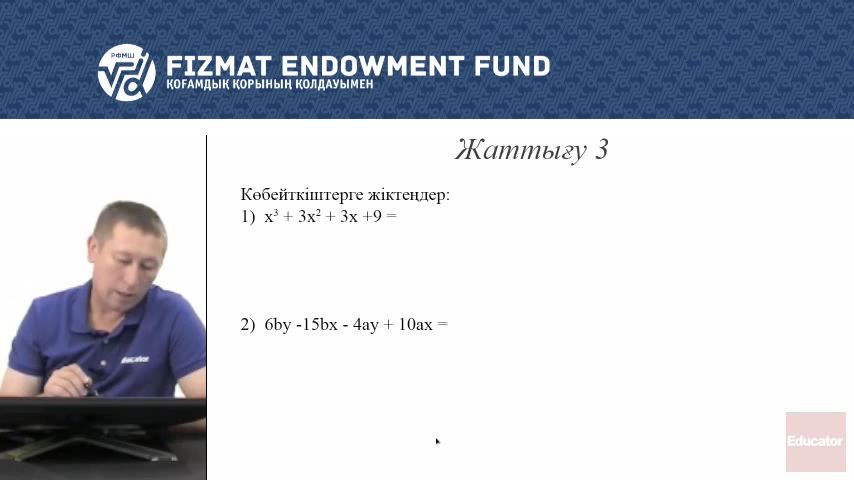 РФМШ
FIZMAT ENDOWMENT FUND
ҚОҒАМДЫҚ ҚОРЫНЫҢ ҚОЛДАУЫМЕН
Жаттығу 3
Көбейткіштерге жіктеңдер:
1) x³ + 3x² + 3x +9 =
2) 6by -15bx - 4ay + 10ax =
Educator
Educator